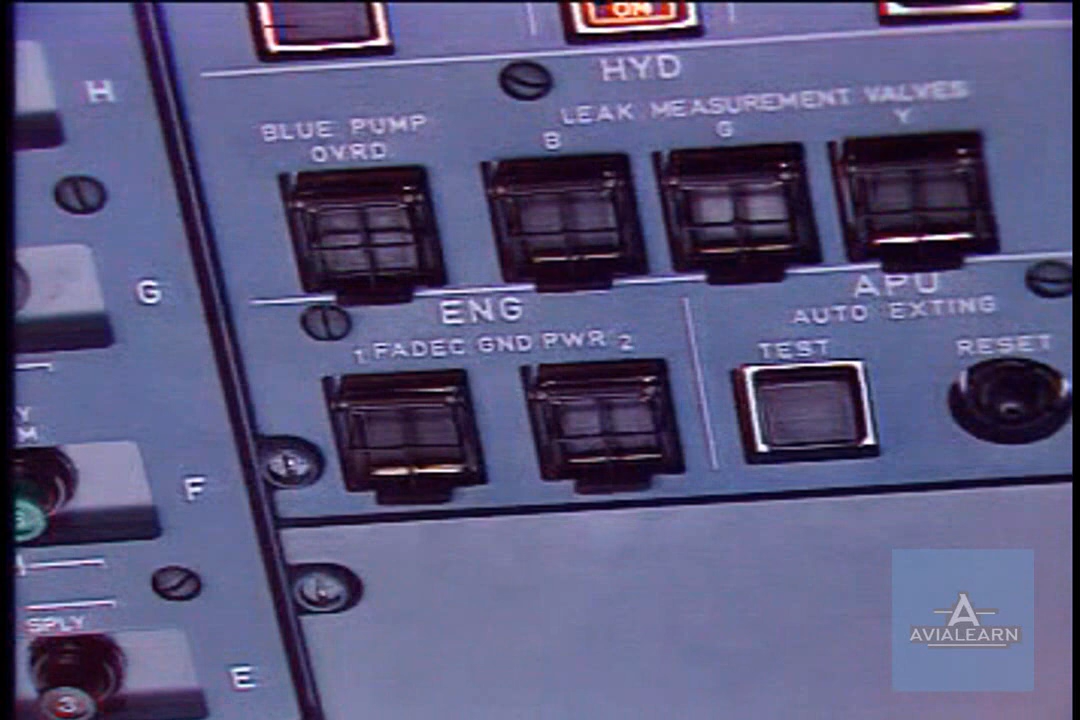 ON
HYD
H
BLUE PUMP
OVRD
LEAK MEASUREMENT VALVES
B
G
Y
G
ENG
1 FADEC GND PWR 2
APU
AUTO EXTING
TEST
RESET
Y
M
F
SPLY
E
3
A
AVIALEARN